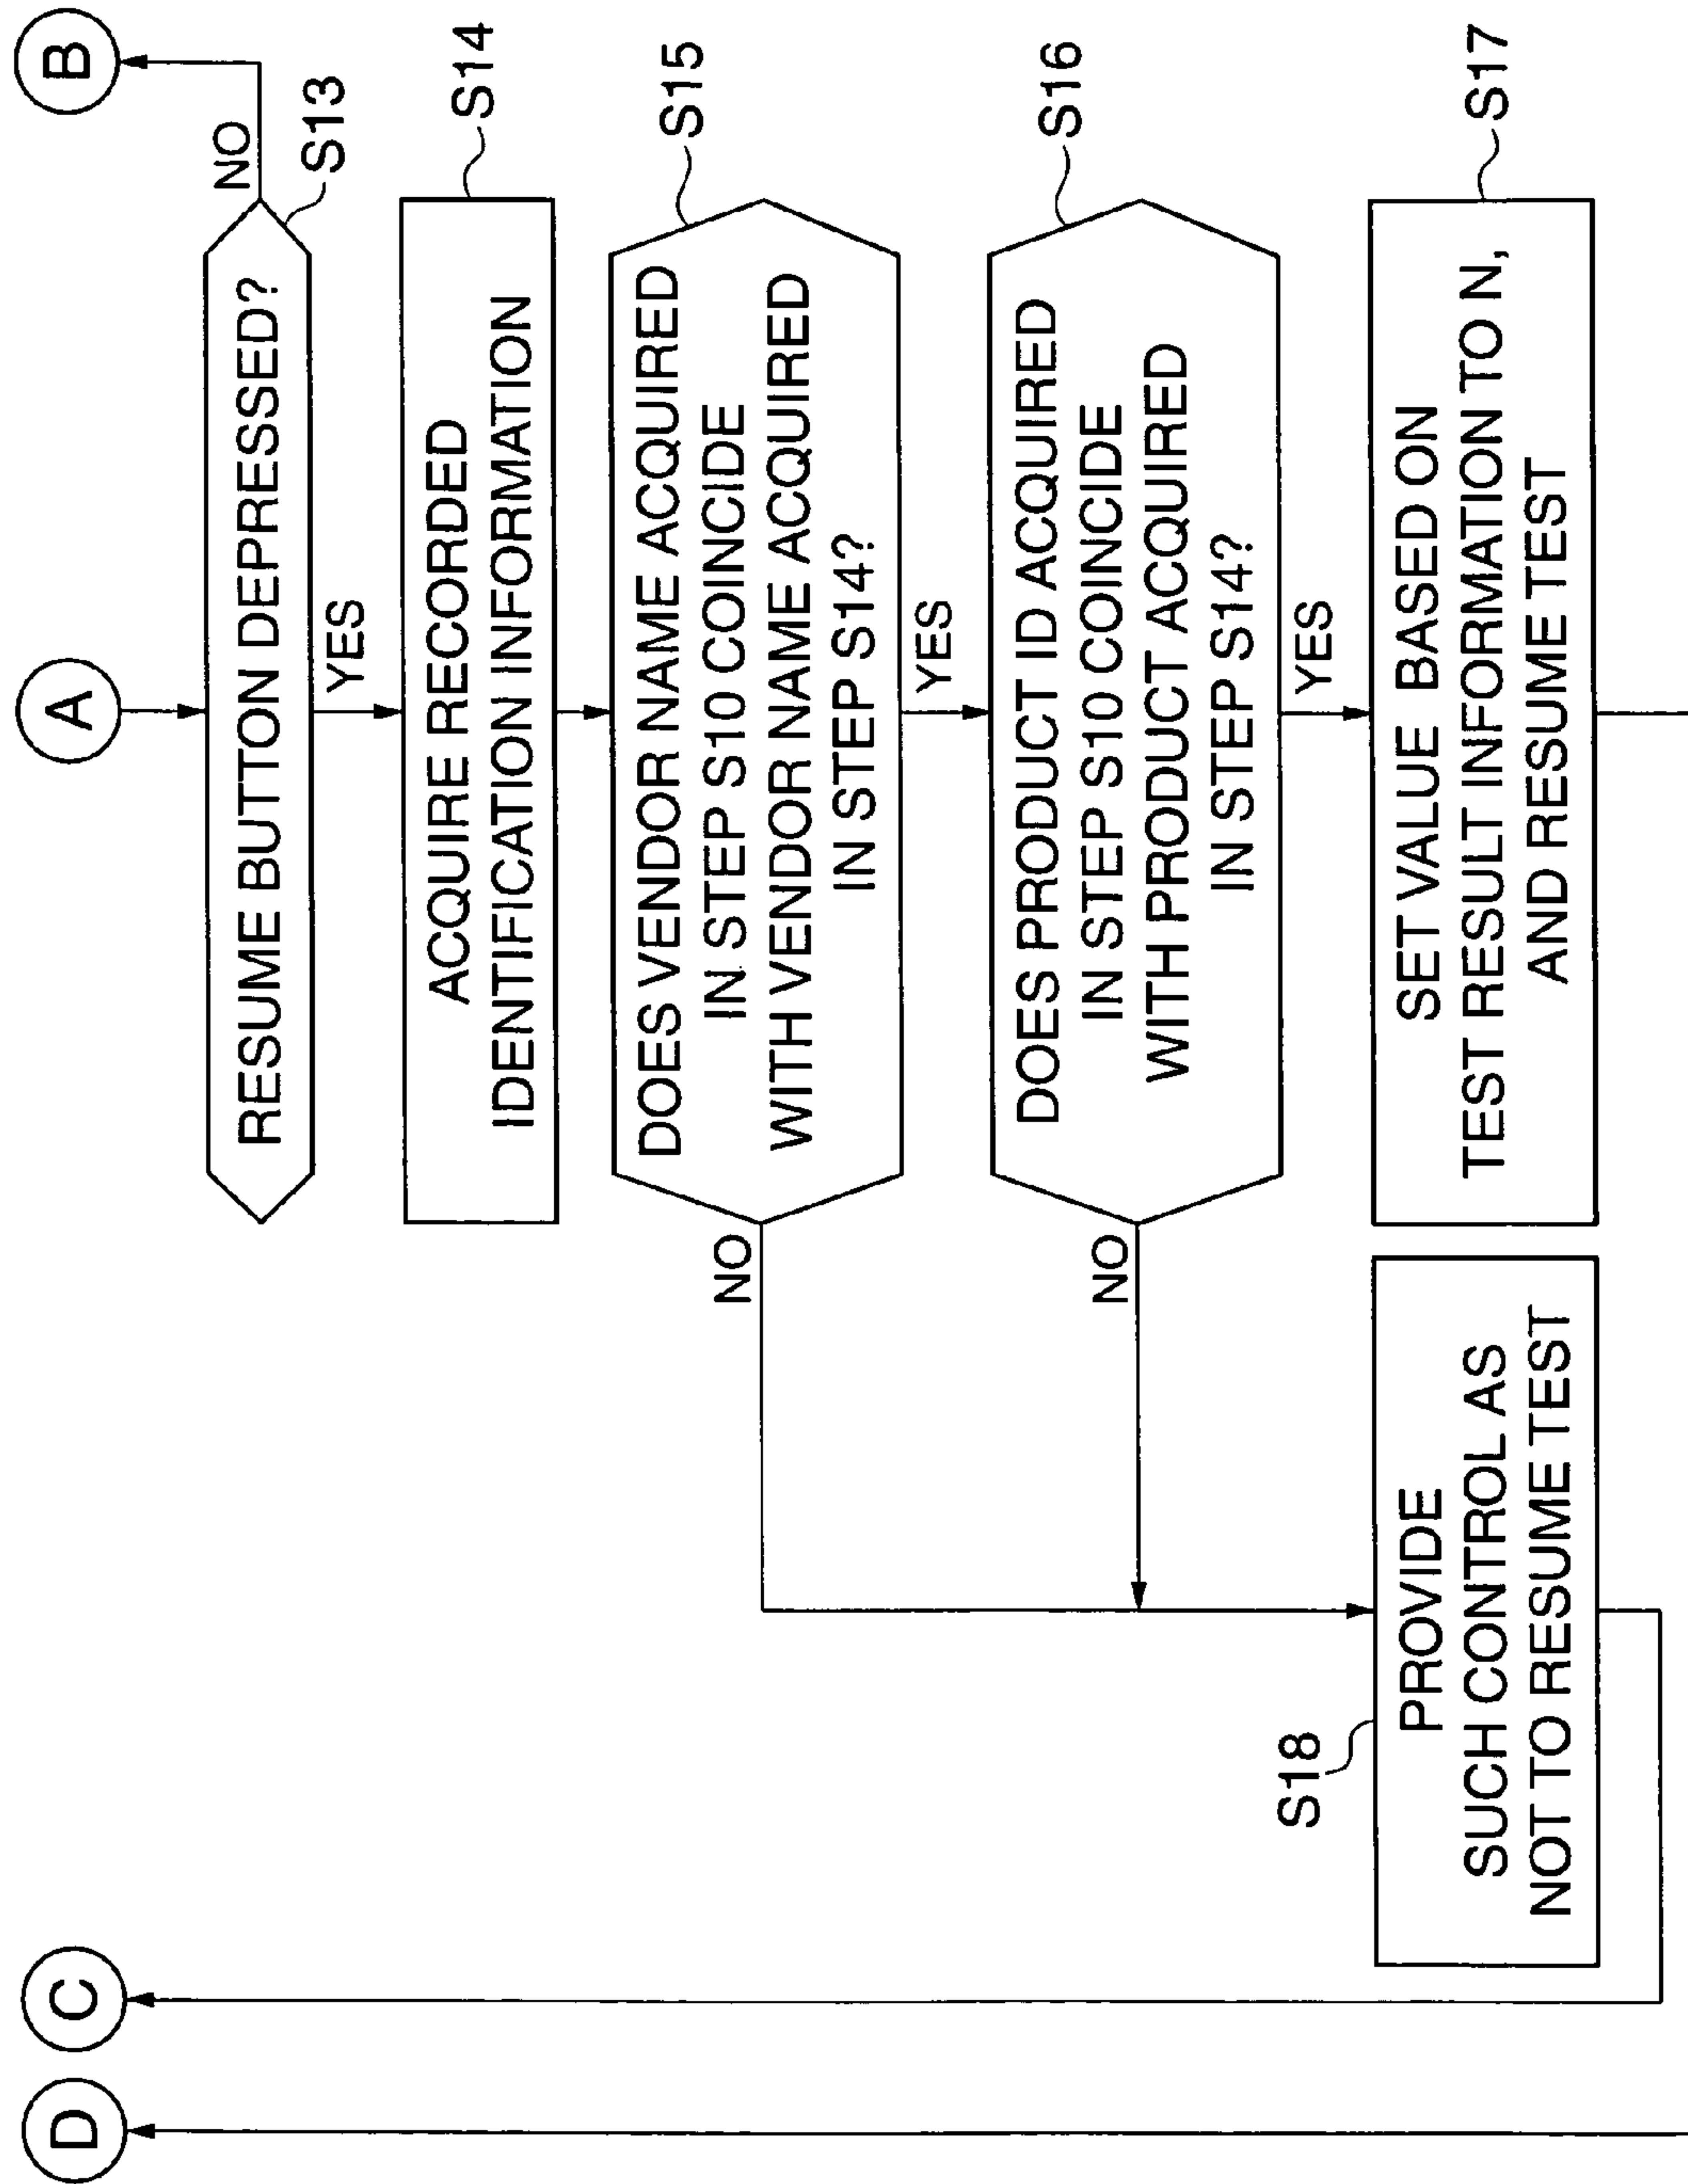 A
B
C
D
RESUME BUTTON DEPRESSED?
NO
S13
YES
ACQUIRE RECORDED
IDENTIFICATION INFORMATION
S14
DOES VENDOR NAME ACQUIRED
IN STEP S10 COINCIDE
WITH VENDOR NAME ACQUIRED
IN STEP S14?
S15
NO
YES
DOES PRODUCT ID ACQUIRED
IN STEP S10 COINCIDE
WITH PRODUCT ACQUIRED
IN STEP S14?
S16
NO
YES
SET VALUE BASED ON
TEST RESULT INFORMATION TO N,
AND RESUME TEST
S17
S18
PROVIDE
SUCH CONTROL AS
NOT TO RESUME TEST